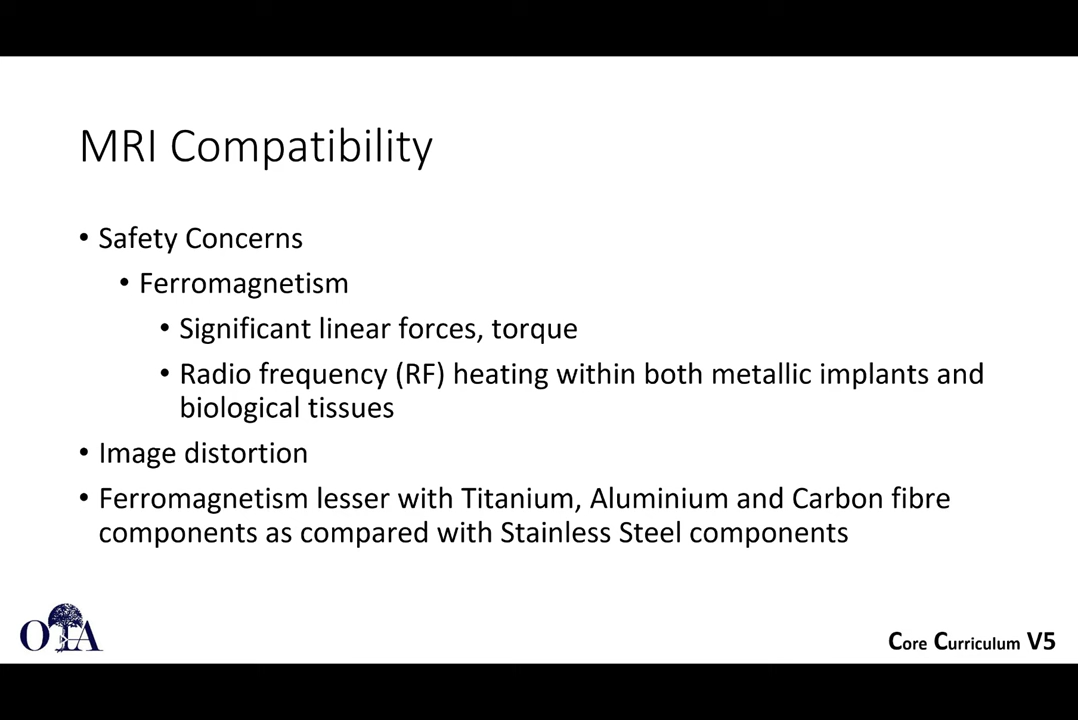 MRI Compatibility
• Safety Concerns
• Ferromagnetism
• Significant linear forces, torque
• Radio frequency (RF) heating within both metallic implants and
biological tissues
• Image distortion
• Ferromagnetism lesser with Titanium, Aluminium and Carbon fibre
components as compared with Stainless Steel components
OTA
Core Curriculum V5